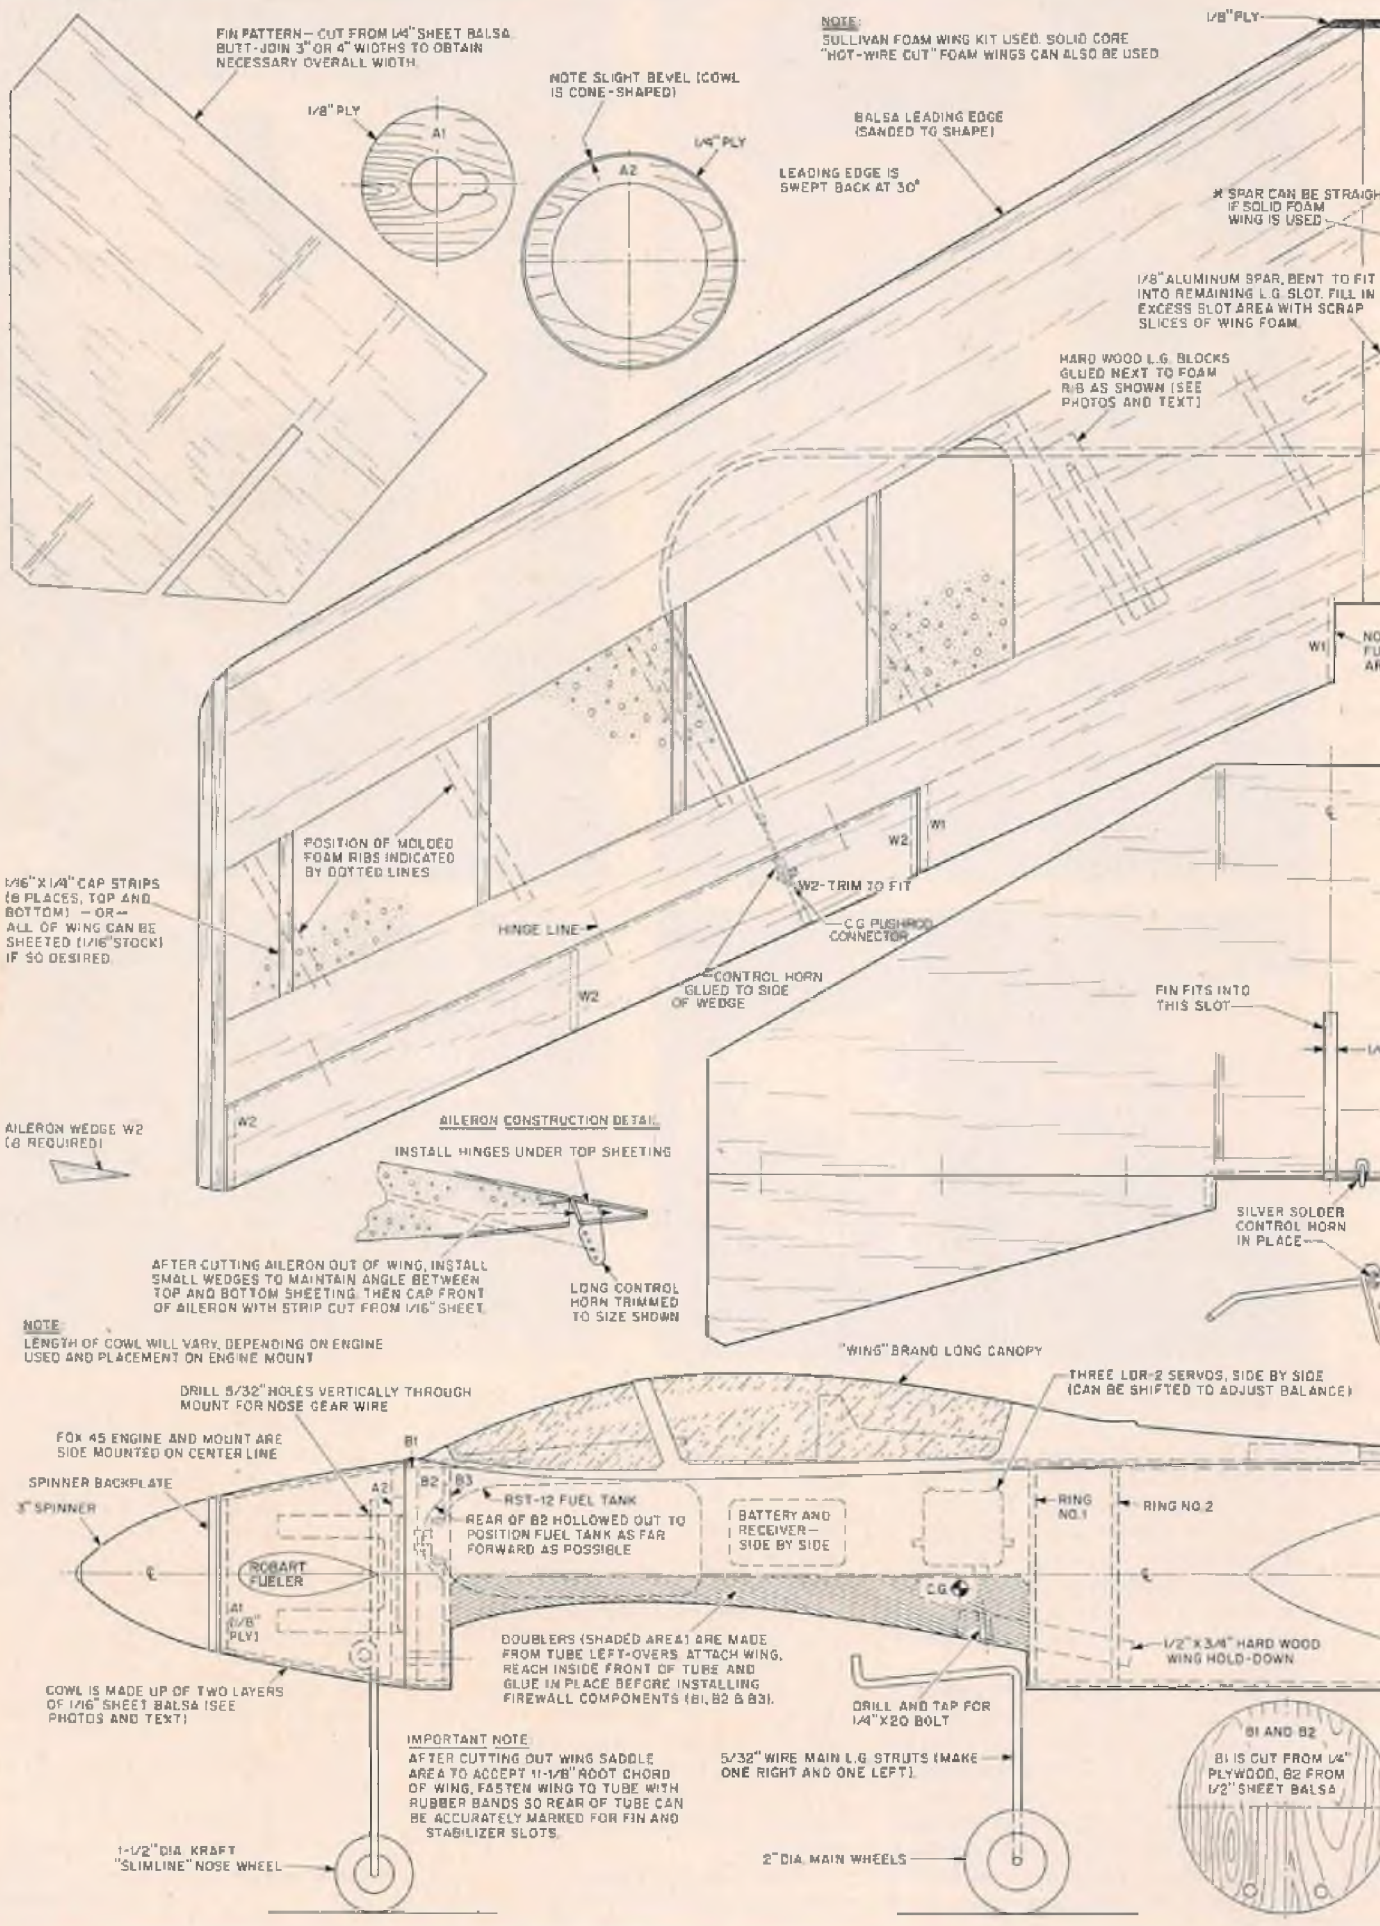 FIN PATTERN - CUT FROM 1/4" SHEET BALSA
BUTT-JOIN 3" OR 4" WIDTHS TO OBTAIN
NECESSARY OVERALL WIDTH.
1/8" PLY
A1
NOTE SLIGHT BEVEL (COWL
IS CONE-SHAPED)
1/4" PLY
A2
NOTE:
SULLIVAN FOAM WING KIT USED. SOLID CORE
"HOT-WIRE CUT" FOAM WINGS CAN ALSO BE USED
1/8" PLY
BALSA LEADING EDGE
(SANDED TO SHAPE)
LEADING EDGE IS
SWEPT BACK AT 30°
* SPAR CAN BE STRAIGH
IF SOLID FOAM
WING IS USED
1/8" ALUMINUM SPAR, BENT TO FIT
INTO REMAINING L.G. SLOT. FILL IN
EXCESS SLOT AREA WITH SCRAP
SLICES OF WING FOAM.
HARD WOOD L.G. BLOCKS
GLUED NEXT TO FOAM
RIB AS SHOWN (SEE
PHOTOS AND TEXT)
W1
NO
FU
AR
POSITION OF MOLDED
FOAM RIBS INDICATED
BY DOTTED LINES
1/16" X 1/4" CAP STRIPS
(8 PLACES, TOP AND
BOTTOM) - OR -
ALL OF WING CAN BE
SHEETED (1/16" STOCK)
IF SO DESIRED.
HINGE LINE
W2
W1
W2-TRIM TO FIT
C.G. PUSHROD
CONNECTOR
CONTROL HORN
GLUED TO SIDE
OF WEDGE
W2
W2
FIN FITS INTO
THIS SLOT
AILERON WEDGE W2
(8 REQUIRED)
AILERON CONSTRUCTION DETAIL
INSTALL HINGES UNDER TOP SHEETING
AFTER CUTTING AILERON OUT OF WING, INSTALL
SMALL WEDGES TO MAINTAIN ANGLE BETWEEN
TOP AND BOTTOM SHEETING. THEN CAP FRONT
OF AILERON WITH STRIP CUT FROM 1/16" SHEET.
LONG CONTROL
HORN TRIMMED
TO SIZE SHOWN
SILVER SOLDER
CONTROL HORN
IN PLACE
NOTE:
LENGTH OF COWL WILL VARY, DEPENDING ON ENGINE
USED AND PLACEMENT ON ENGINE MOUNT
"WING" BRAND LONG CANOPY
THREE LDR-2 SERVOS, SIDE BY SIDE
(CAN BE SHIFTED TO ADJUST BALANCE)
DRILL 5/32" HOLES VERTICALLY THROUGH
MOUNT FOR NOSE GEAR WIRE
FOX 45 ENGINE AND MOUNT ARE
SIDE MOUNTED ON CENTER LINE
B1
SPINNER BACKPLATE
3" SPINNER
A2
B2
B3
RST-12 FUEL TANK
REAR OF B2 HOLLOWED OUT TO
POSITION FUEL TANK AS FAR
FORWARD AS POSSIBLE
BATTERY AND
RECEIVER -
SIDE BY SIDE
RING
NO.1
RING NO.2
ROBART
FUELER
A1
(1/8"
PLY)
C.G.
DOUBLERS (SHADED AREA) ARE MADE
FROM TUBE LEFT-OVERS. ATTACH WING,
REACH INSIDE FRONT OF TUBE AND
GLUE IN PLACE BEFORE INSTALLING
FIREWALL COMPONENTS (B1, B2 & B3).
1/2" X 3/4" HARD WOOD
WING HOLD-DOWN
COWL IS MADE UP OF TWO LAYERS
OF 1/16" SHEET BALSA (SEE
PHOTOS AND TEXT)
DRILL AND TAP FOR
1/4" X 20 BOLT
IMPORTANT NOTE:
AFTER CUTTING OUT WING SADDLE
AREA TO ACCEPT 11-1/8" ROOT CHORD
OF WING, FASTEN WING TO TUBE WITH
RUBBER BANDS SO REAR OF TUBE CAN
BE ACCURATELY MARKED FOR FIN AND
STABILIZER SLOTS.
5/32" WIRE MAIN L.G. STRUTS (MAKE
ONE RIGHT AND ONE LEFT).
B1 AND B2
B1 IS CUT FROM 1/4"
PLYWOOD, B2 FROM
1/2" SHEET BALSA
1-1/2" DIA. KRAFT
"SLIMLINE" NOSE WHEEL
2" DIA. MAIN WHEELS